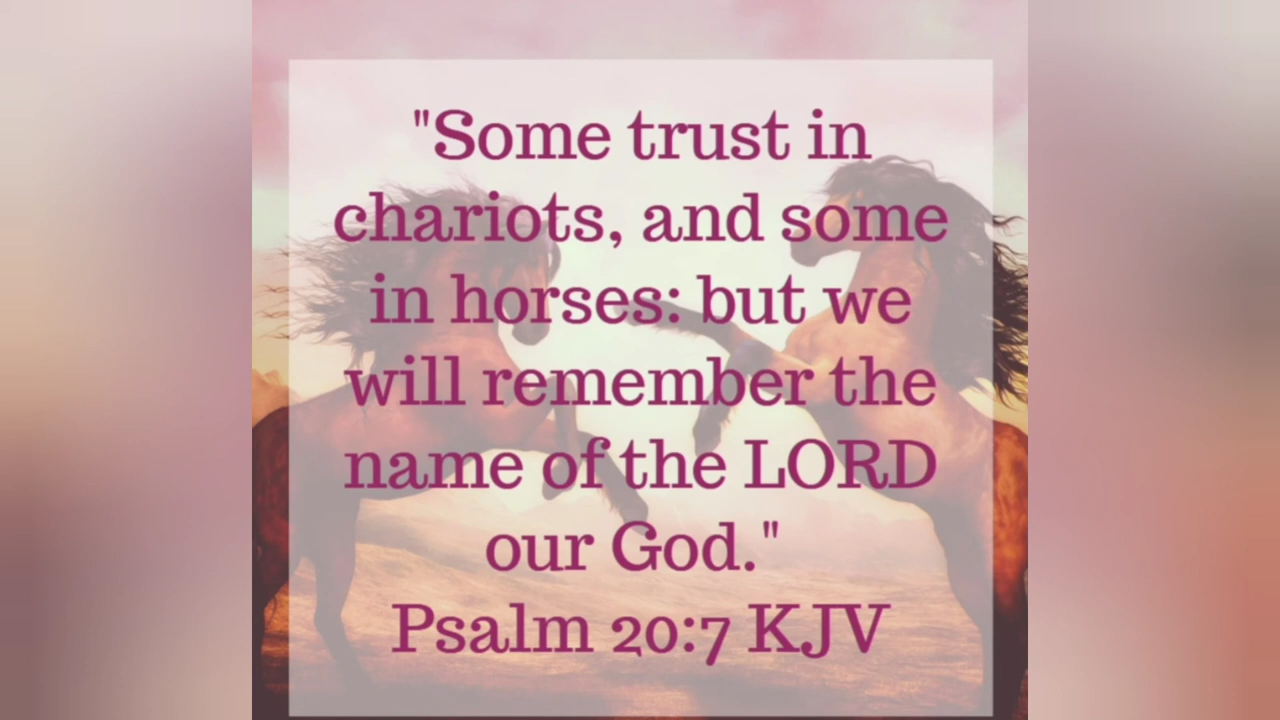 "Some trust in
chariots, and some
in horses: but we
will remember the
name of the LORD
our God."
Psalm 20:7 KJV